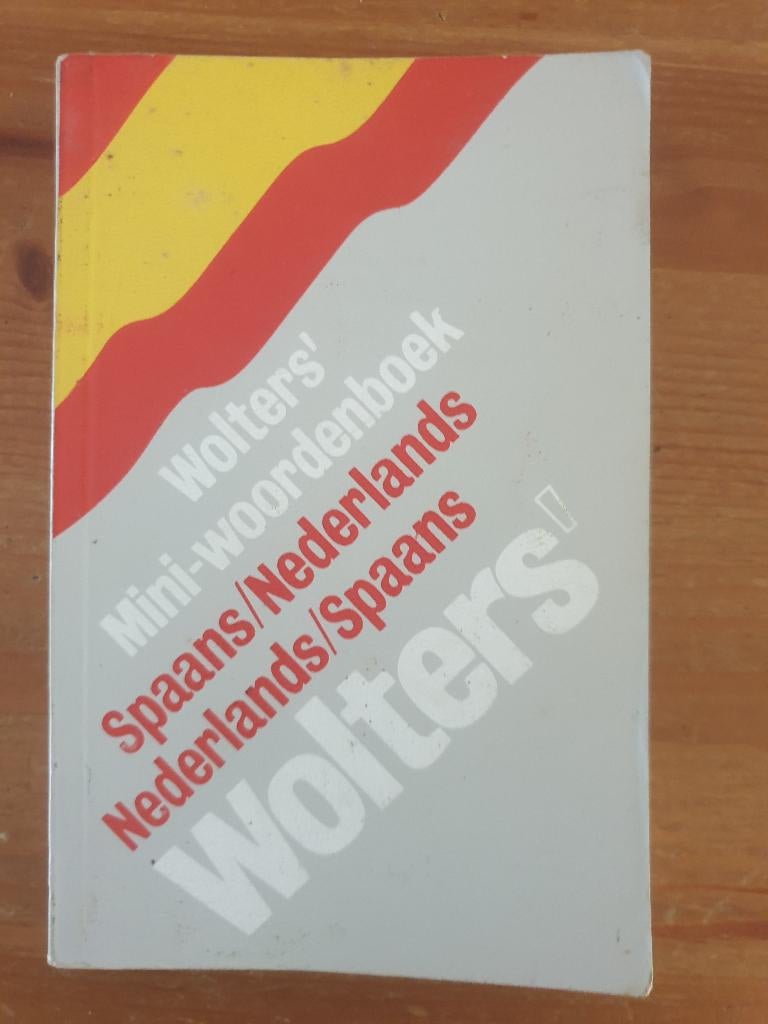 Wolters'
Mini-woordenboek
Spaans/Nederlands
Nederlands/Spaans
Wolters'